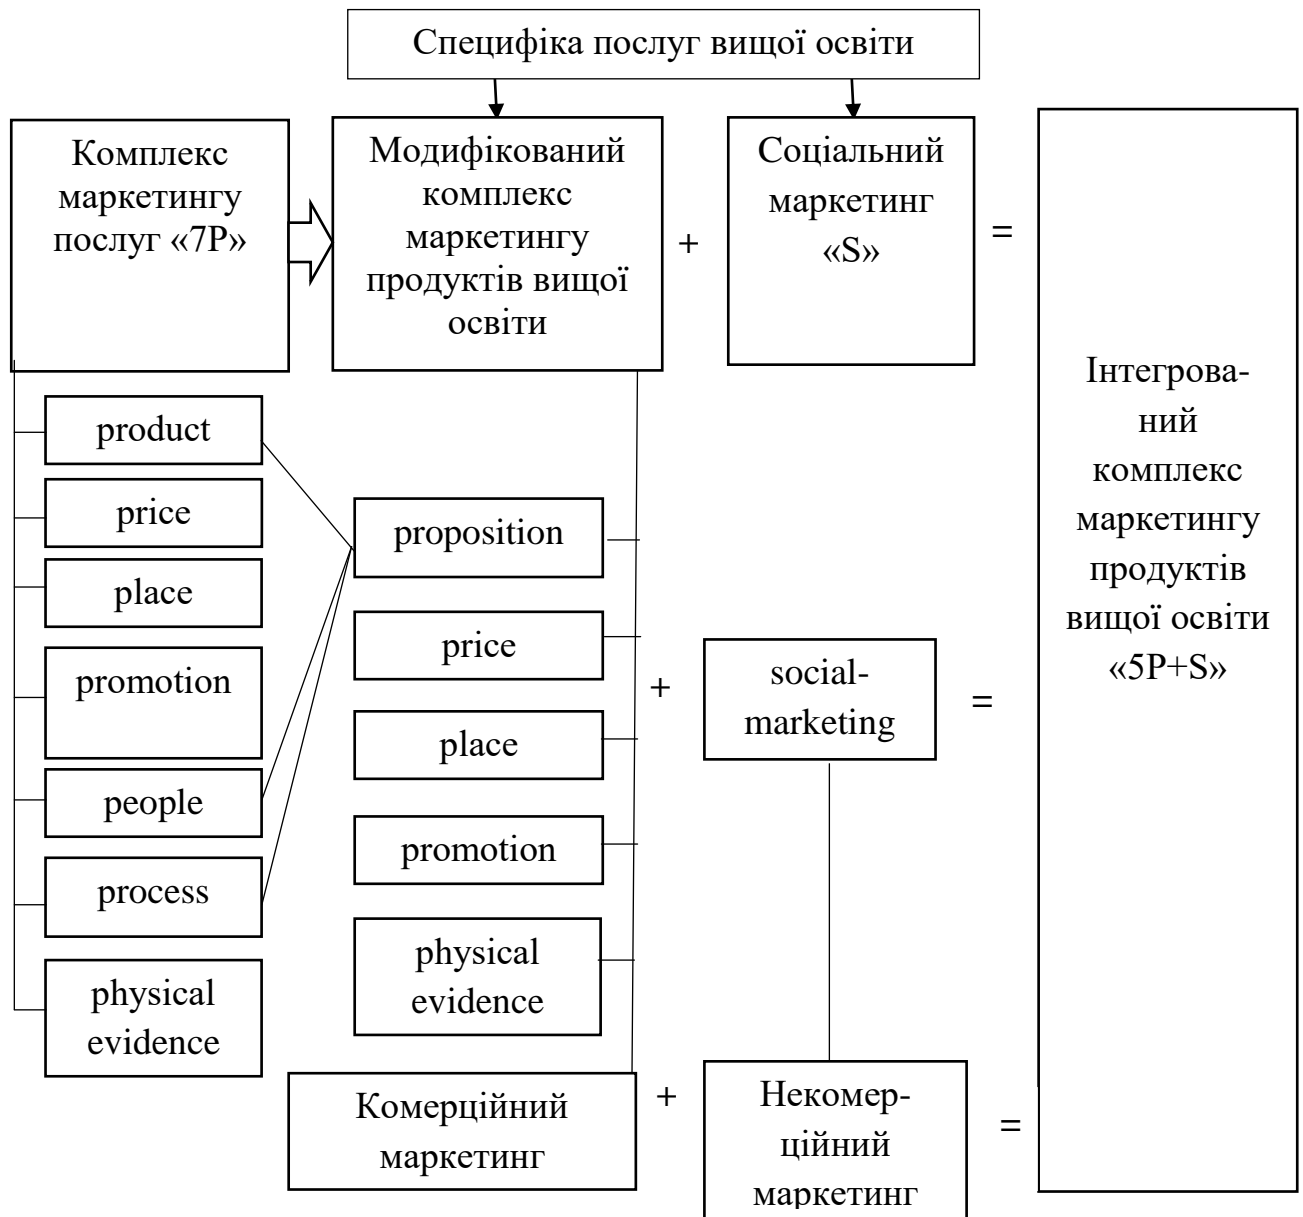 Специфіка послуг вищої освіти
Комплекс
маркетингу
послуг «7P»
Модифікований
комплекс
маркетингу
продуктів вищої
освіти
+
Соціальний
маркетинг
«S»
=
Інтегрова-
ний
комплекс
маркетингу
продуктів
вищої освіти
«5P+S»
product
price
place
promotion
people
process
physical
evidence
proposition
price
place
promotion
physical
evidence
+
social-
marketing
=
Комерційний
маркетинг
+
Некомер-
ційний
маркетинг
=